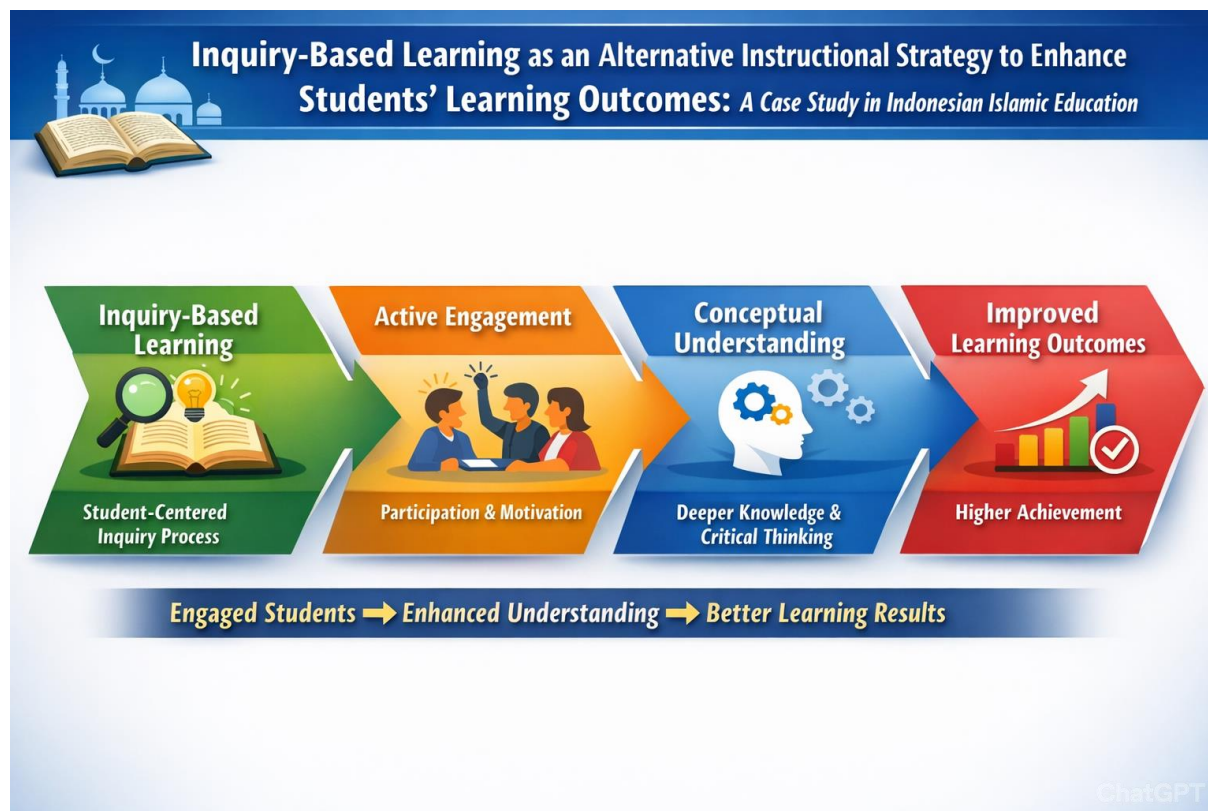 Inquiry-Based Learning as an Alternative Instructional Strategy to Enhance
Students’ Learning Outcomes: A Case Study in Indonesian Islamic Education
Inquiry-Based
Learning
Student-Centered
Inquiry Process
Active Engagement
Participation & Motivation
Conceptual
Understanding
Deeper Knowledge &
Critical Thinking
Improved
Learning Outcomes
Higher Achievement
Engaged Students ➡ Enhanced Understanding ➡ Better Learning Results
ChatGPT